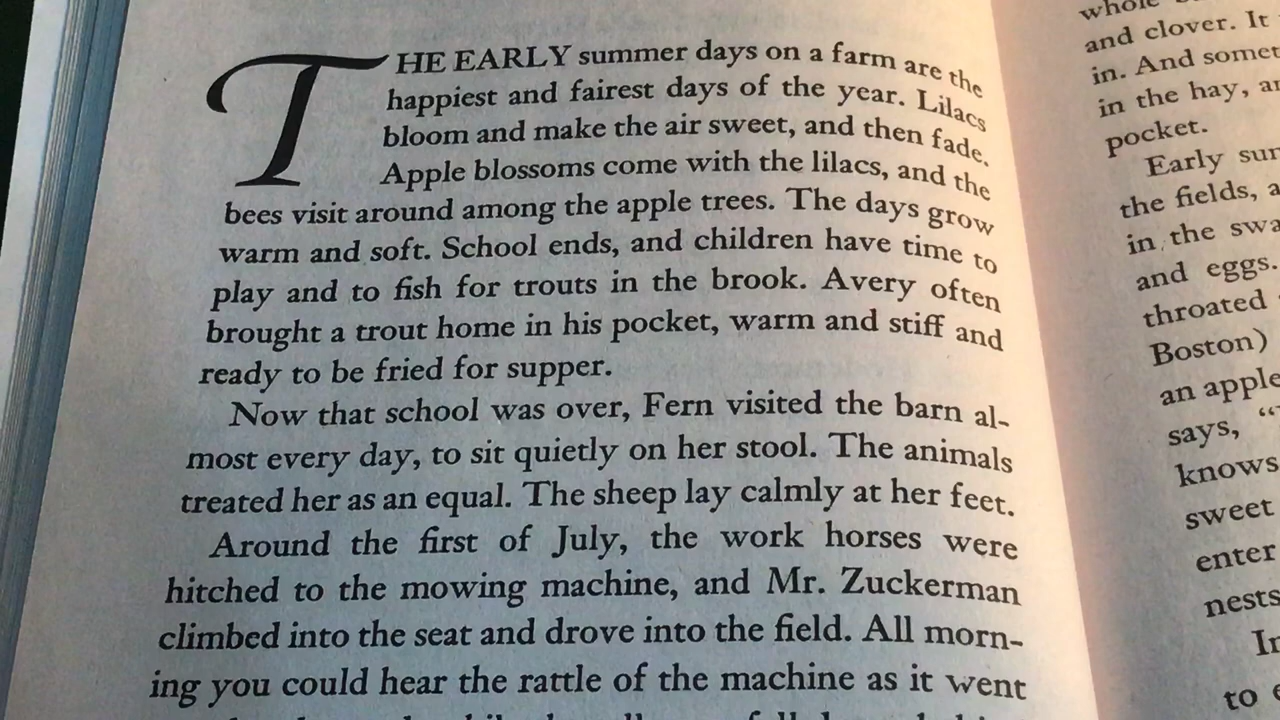 THE EARLY summer days on a farm are the
happiest and fairest days of the year. Lilacs
bloom and make the air sweet, and then fade.
Apple blossoms come with the lilacs, and the
bees visit around among the apple trees. The days grow
warm and soft. School ends, and children have time to
play and to fish for trouts in the brook. Avery often
brought a trout home in his pocket, warm and stiff and
ready to be fried for supper.
Now that school was over, Fern visited the barn al-
most every day, to sit quietly on her stool. The animals
treated her as an equal. The sheep lay calmly at her feet.
Around the first of July, the work horses were
hitched to the mowing machine, and Mr. Zuckerman
climbed into the seat and drove into the field. All morn-
ing you could hear the rattle of the machine as it went
whole
and clover. It
in. And somet
in the hay, a
pocket.
Early sum
the fields, a
in the swa
and eggs.
throated
Boston)
an apple
says, “
knows
sweet
enter
nests
In
to e